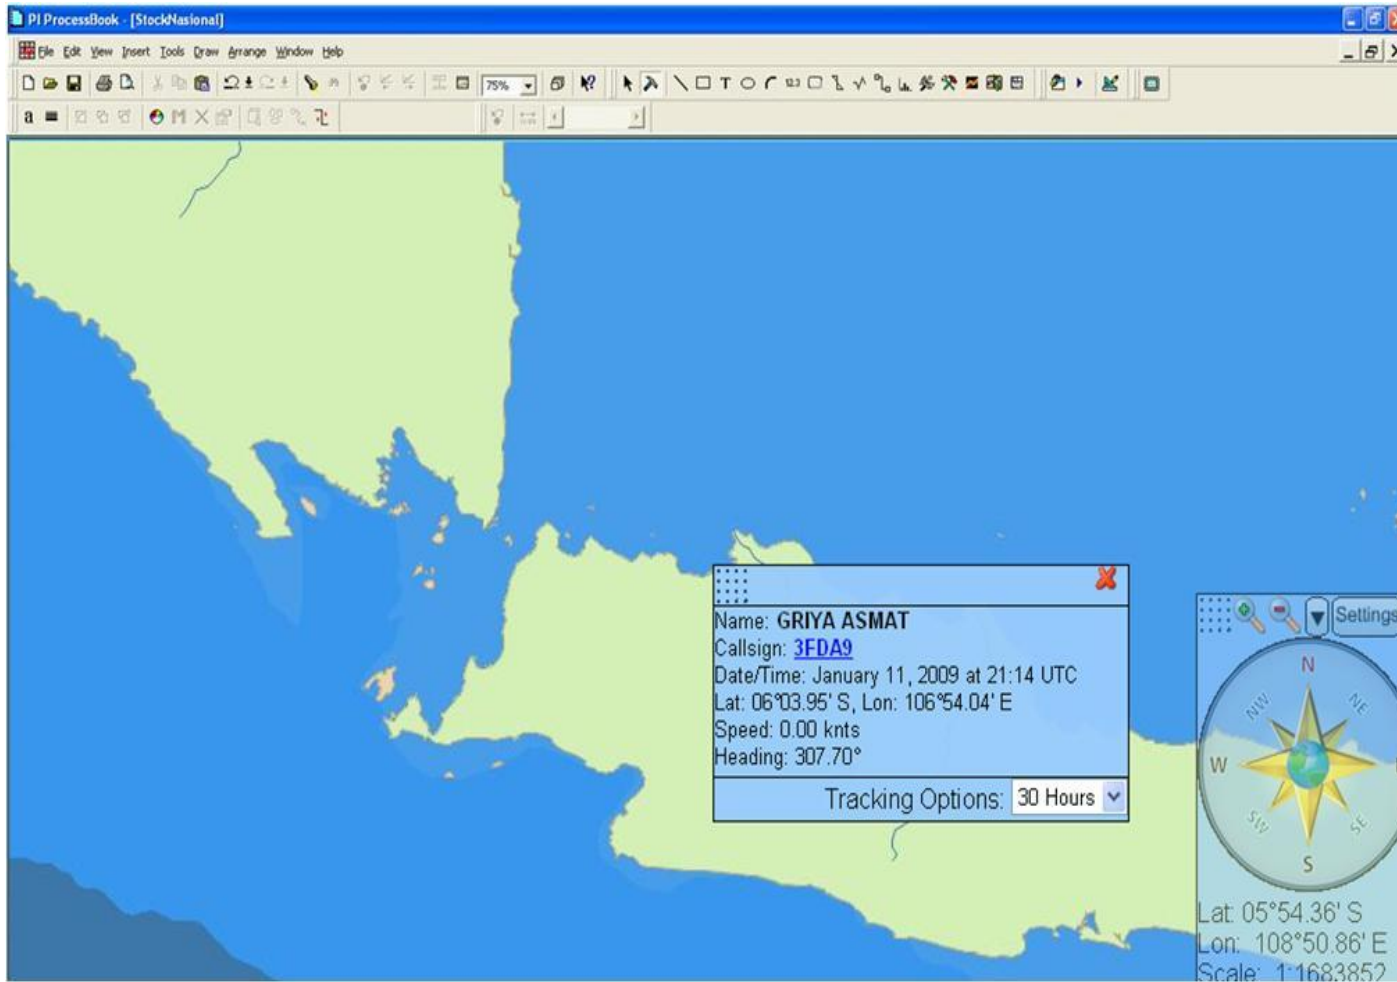 PI ProcessBook - [StockNasional]
File Edit View Insert Tools Draw Arrange Window Help
75%
T 12.3
a M
Name: GRIYA ASMAT
Callsign: 3FDA9
Date/Time: January 11, 2009 at 21:14 UTC
Lat: 06°03.95' S, Lon: 106°54.04' E
Speed: 0.00 knts
Heading: 307.70°
Tracking Options: 30 Hours
Settings
N
NW NE
W
SW SE
S
Lat: 05°54.36' S
Lon: 108°50.86' E
Scale: 1:1683852